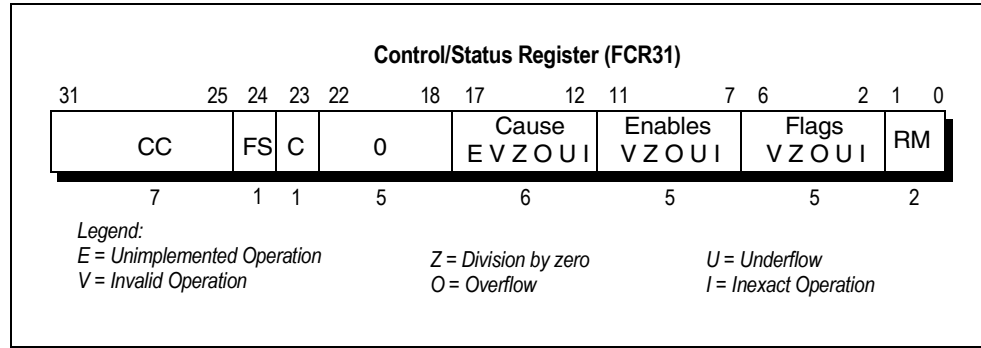 Control/Status Register (FCR31)
31 25 24 23 22 18 17 12 11 7 6 2 1 0
CC FS C 0 Cause Enables Flags RM
E V Z O U I V Z O U I V Z O U I
7 1 1 5 6 5 5 2
Legend:
E = Unimplemented Operation Z = Division by zero U = Underflow
V = Invalid Operation O = Overflow I = Inexact Operation